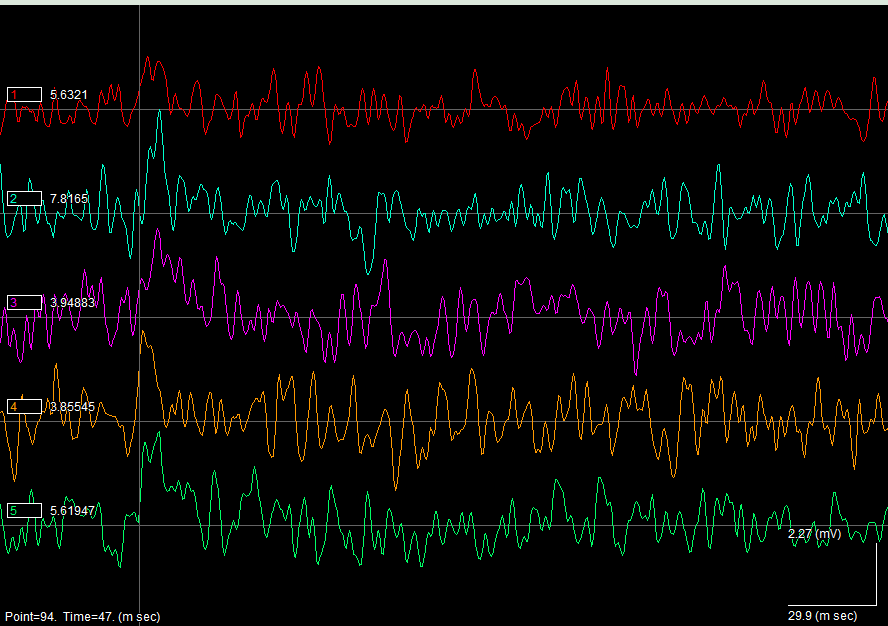 1 5.6321
2 7.8165
3 3.94883
4 3.85545
5 5.61947
2.27 (mV)
29.9 (m sec)
Point=94. Time=47. (m sec)